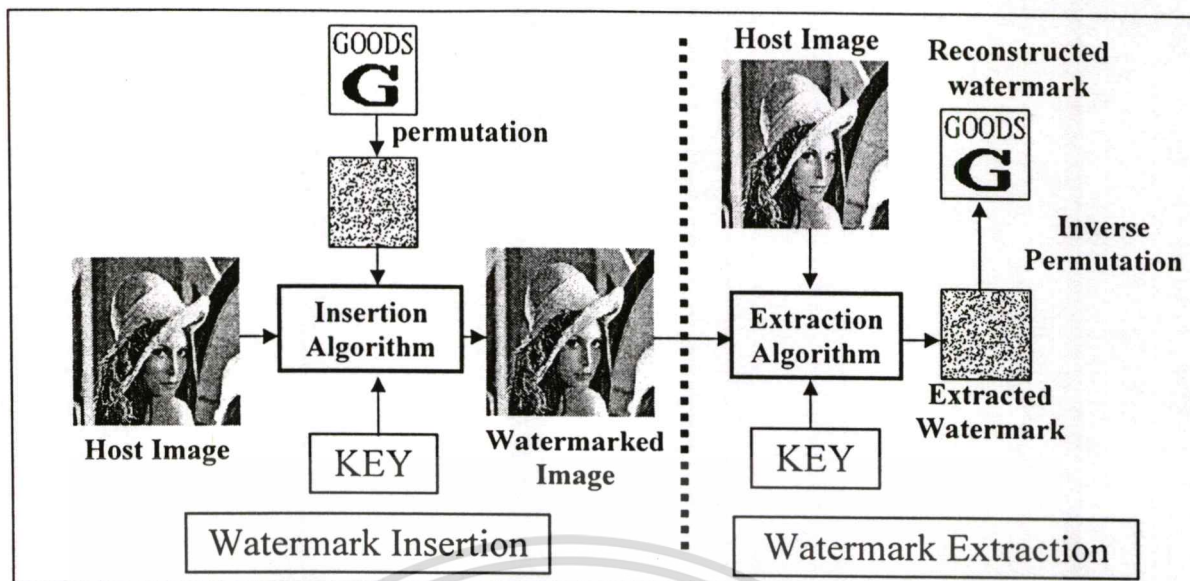 GOODS
G
permutation
Insertion
Algorithm
Host Image
KEY
Watermarked
Image
Watermark Insertion
Host Image
Reconstructed
watermark
GOODS
G
Inverse
Permutation
Extraction
Algorithm
Extracted
Watermark
KEY
Watermark Extraction